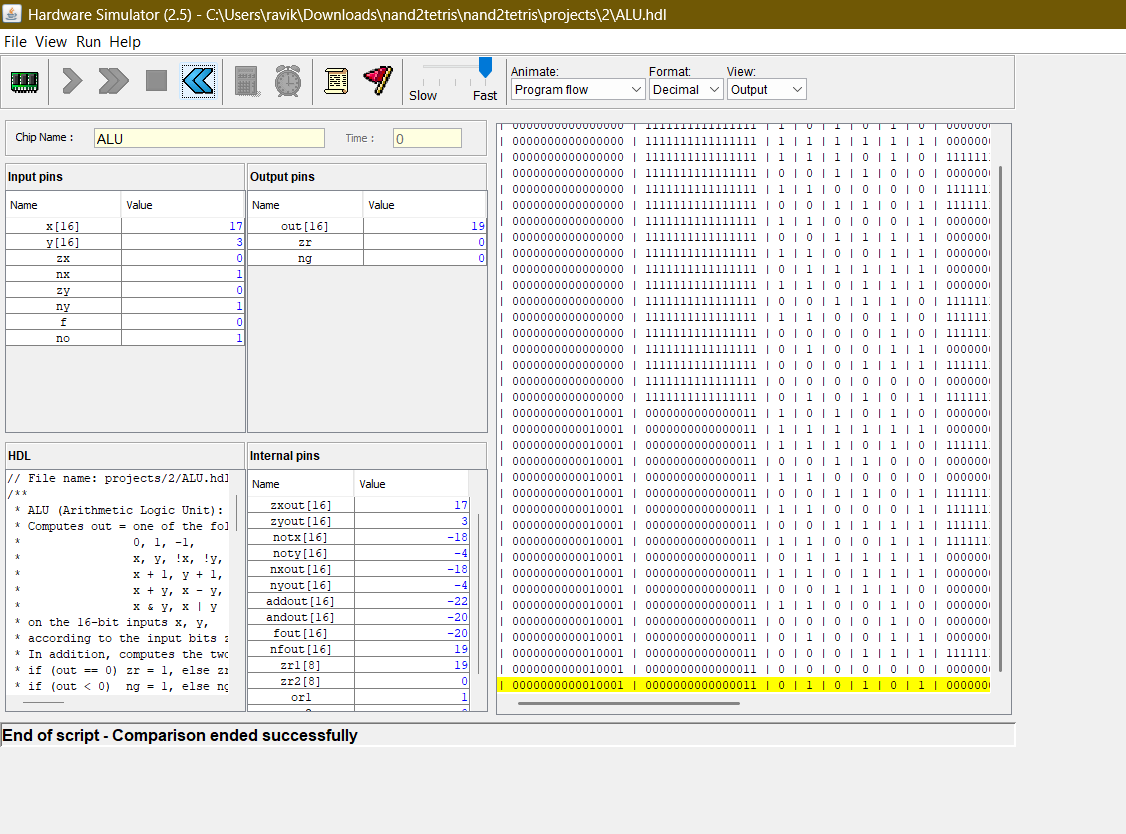 Hardware Simulator (2.5) - C:\Users\ravik\Downloads\nand2tetris\nand2tetris\projects\2\ALU.hdl
File View Run Help
Slow Fast
Animate: Format: View:
Program flow Decimal Output
Chip Name : ALU Time : 0
Input pins
Name Value
x[16] 17
y[16] 3
zx 0
nx 1
zy 0
ny 1
f 0
no 1
Output pins
Name Value
out[16] 19
zr 0
ng 0
HDL
// File name: projects/2/ALU.hdl
/**
* ALU (Arithmetic Logic Unit):
* Computes out = one of the fol
* 0, 1, -1,
* x, y, !x, !y,
* x + 1, y + 1,
* x + y, x - y,
* x & y, x | y
* on the 16-bit inputs x, y,
* according to the input bits z
* In addition, computes the two
* if (out == 0) zr = 1, else zr
* if (out < 0) ng = 1, else ng
Internal pins
Name Value
zxout[16] 17
zyout[16] 3
notx[16] -18
noty[16] -4
nxout[16] -18
nyout[16] -4
addout[16] -22
andout[16] -20
fout[16] -20
nfout[16] 19
zr1[8] 19
zr2[8] 0
or1 1
| 0000000000000000 | 1111111111111111 | 1 | 0 | 1 | 0 | 1 | 0 | 000000
| 0000000000000000 | 1111111111111111 | 1 | 1 | 1 | 1 | 1 | 1 | 000000
| 0000000000000000 | 1111111111111111 | 1 | 1 | 1 | 0 | 1 | 0 | 111111
| 0000000000000000 | 1111111111111111 | 0 | 0 | 1 | 1 | 0 | 0 | 000000
| 0000000000000000 | 1111111111111111 | 1 | 1 | 0 | 0 | 0 | 0 | 111111
| 0000000000000000 | 1111111111111111 | 0 | 0 | 1 | 1 | 0 | 1 | 111111
| 0000000000000000 | 1111111111111111 | 1 | 1 | 0 | 0 | 0 | 1 | 000000
| 0000000000000000 | 1111111111111111 | 0 | 0 | 1 | 1 | 1 | 1 | 000000
| 0000000000000000 | 1111111111111111 | 1 | 1 | 0 | 0 | 1 | 1 | 000000
| 0000000000000000 | 1111111111111111 | 0 | 1 | 1 | 1 | 1 | 1 | 000000
| 0000000000000000 | 1111111111111111 | 1 | 1 | 0 | 1 | 1 | 1 | 000000
| 0000000000000000 | 1111111111111111 | 0 | 0 | 1 | 1 | 1 | 0 | 111111
| 0000000000000000 | 1111111111111111 | 1 | 1 | 0 | 0 | 1 | 0 | 111111
| 0000000000000000 | 1111111111111111 | 0 | 0 | 0 | 0 | 1 | 0 | 111111
| 0000000000000000 | 1111111111111111 | 0 | 1 | 0 | 0 | 1 | 1 | 000000
| 0000000000000000 | 1111111111111111 | 0 | 0 | 0 | 1 | 1 | 1 | 111111
| 0000000000000000 | 1111111111111111 | 0 | 0 | 0 | 0 | 0 | 0 | 000000
| 0000000000000000 | 1111111111111111 | 0 | 1 | 0 | 1 | 0 | 1 | 111111
| 0000000000010001 | 0000000000000011 | 1 | 0 | 1 | 0 | 1 | 0 | 000000
| 0000000000010001 | 0000000000000011 | 1 | 1 | 1 | 1 | 1 | 1 | 000000
| 0000000000010001 | 0000000000000011 | 1 | 1 | 1 | 0 | 1 | 0 | 111111
| 0000000000010001 | 0000000000000011 | 0 | 0 | 1 | 1 | 0 | 0 | 000000
| 0000000000010001 | 0000000000000011 | 1 | 1 | 0 | 0 | 0 | 0 | 000000
| 0000000000010001 | 0000000000000011 | 0 | 0 | 1 | 1 | 0 | 1 | 111111
| 0000000000010001 | 0000000000000011 | 1 | 1 | 0 | 0 | 0 | 1 | 111111
| 0000000000010001 | 0000000000000011 | 0 | 0 | 1 | 1 | 1 | 1 | 111111
| 0000000000010001 | 0000000000000011 | 1 | 1 | 0 | 0 | 1 | 1 | 111111
| 0000000000010001 | 0000000000000011 | 0 | 1 | 1 | 1 | 1 | 1 | 000000
| 0000000000010001 | 0000000000000011 | 1 | 1 | 0 | 1 | 1 | 1 | 000000
| 0000000000010001 | 0000000000000011 | 0 | 0 | 1 | 1 | 1 | 0 | 000000
| 0000000000010001 | 0000000000000011 | 1 | 1 | 0 | 0 | 1 | 0 | 000000
| 0000000000010001 | 0000000000000011 | 0 | 0 | 0 | 0 | 1 | 0 | 000000
| 0000000000010001 | 0000000000000011 | 0 | 1 | 0 | 0 | 1 | 1 | 000000
| 0000000000010001 | 0000000000000011 | 0 | 0 | 0 | 1 | 1 | 1 | 111111
| 0000000000010001 | 0000000000000011 | 0 | 0 | 0 | 0 | 0 | 0 | 000000
| 0000000000010001 | 0000000000000011 | 0 | 1 | 0 | 1 | 0 | 1 | 000000
End of script - Comparison ended successfully